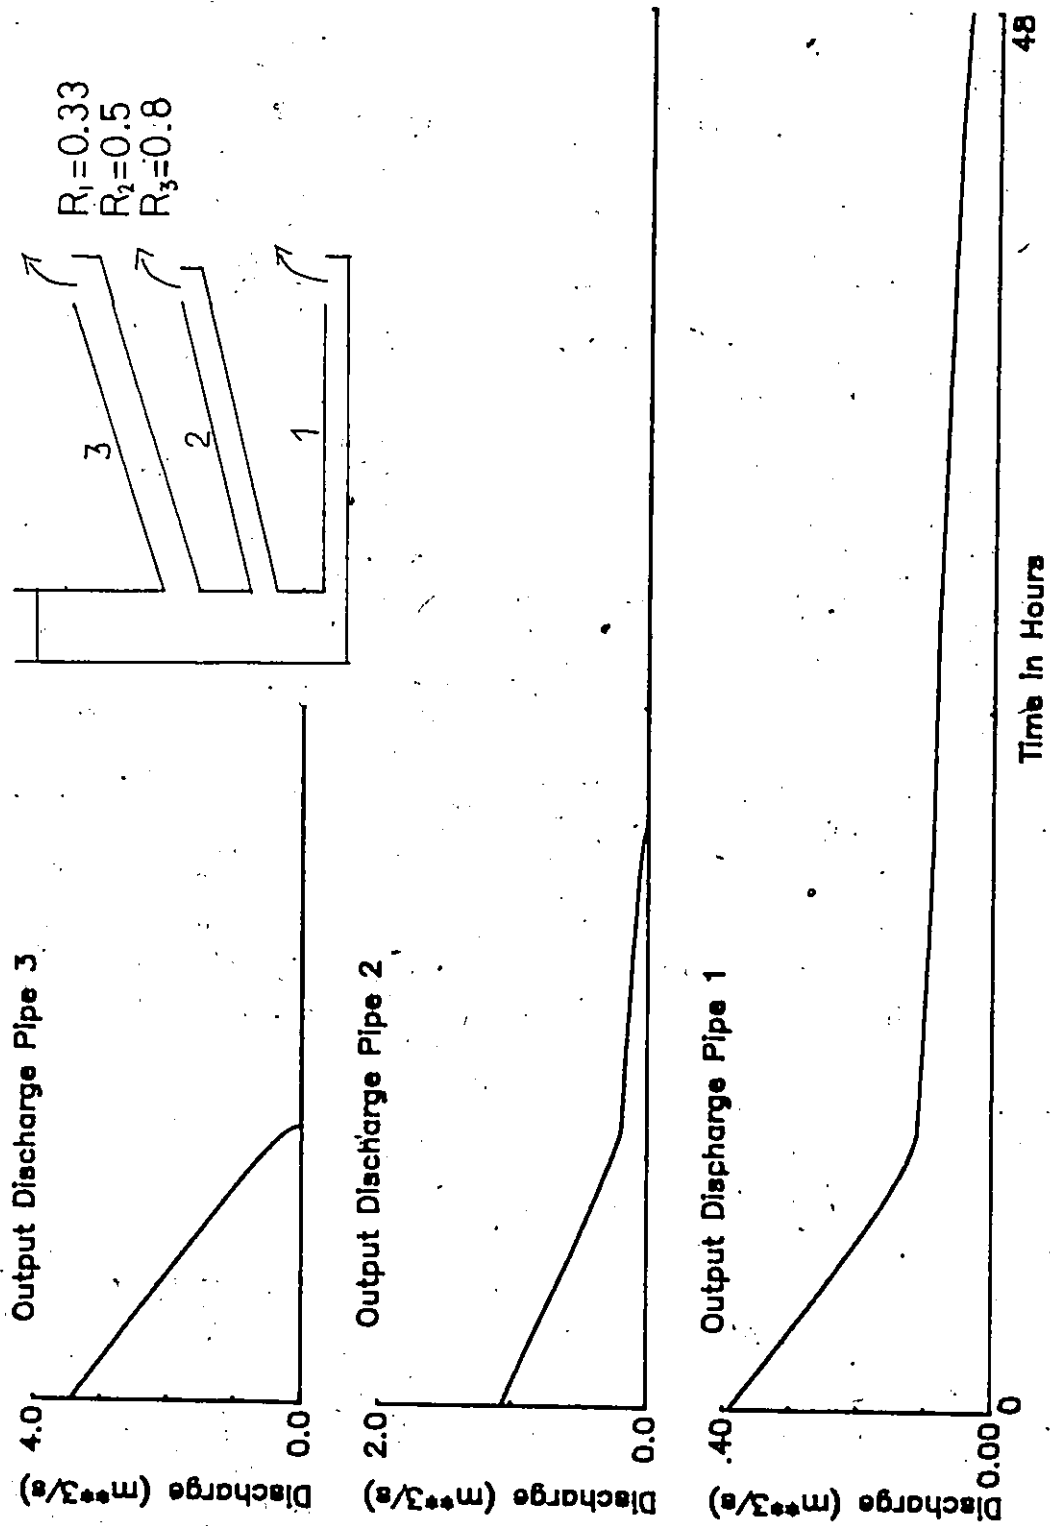 Output Discharge Pipe 3
Discharge (m**3/s)
4.0
0.0
R₁=0.33
R₂=0.5
R₃=0.8
3
2
1
Output Discharge Pipe 2
Discharge (m**3/s)
2.0
0.0
Output Discharge Pipe 1
Discharge (m**3/s)
.40
0.00
0
48
Time In Hours